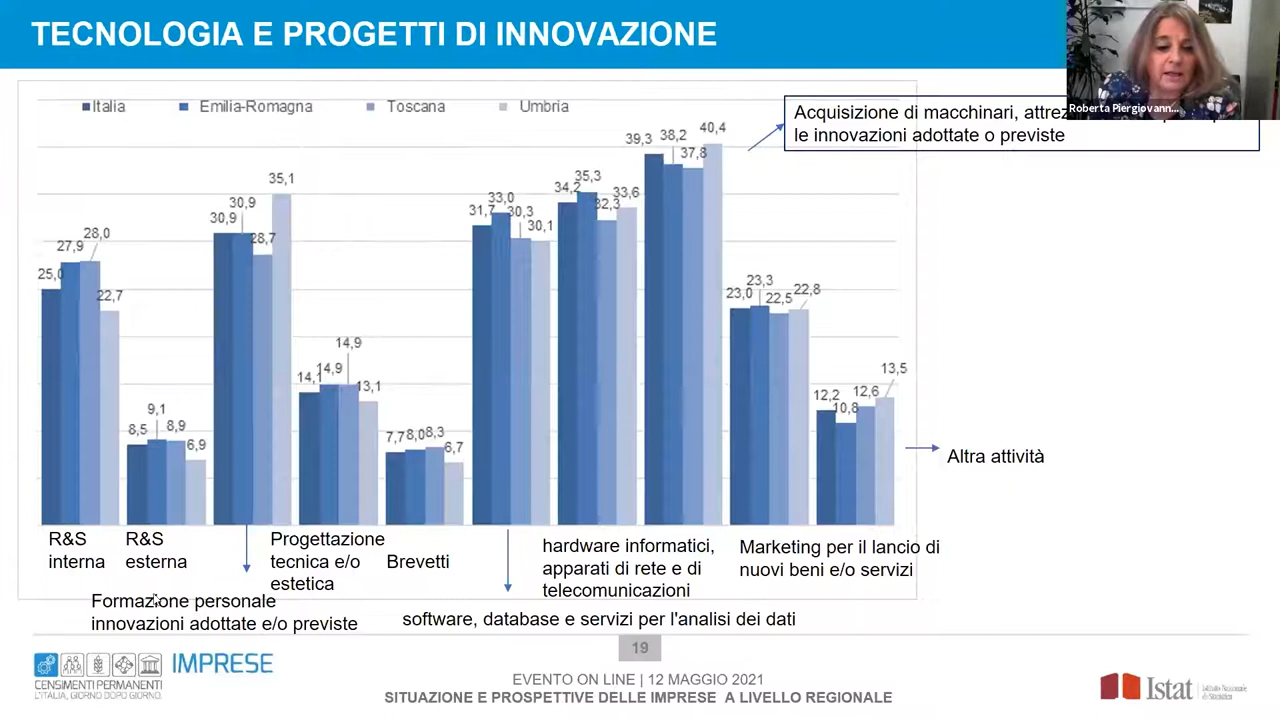 TECNOLOGIA E PROGETTI DI INNOVAZIONE
Roberta Piergiovann...
Italia Emilia-Romagna Toscana Umbria
Acquisizione di macchinari,
le innovazioni adottate o previste
25,0 27,9 28,0 22,7
8,5 9,1 8,9 6,9
30,9 30,9 28,7 35,1
14,1 14,9 14,9 13,1
7,7 8,0 8,3 6,7
31,7 33,0 30,3 30,1
34,2 35,3 32,3 33,6
39,3 38,2 37,8 40,4
23,0 23,3 22,5 22,8
12,2 10,8 12,6 13,5
Altra attività
R&S
interna
R&S
esterna
Formazione personale
innovazioni adottate e/o previste
Progettazione
tecnica e/o
estetica
Brevetti
software, database e servizi per l'analisi dei dati
hardware informatici,
apparati di rete e di
telecomunicazioni
Marketing per il lancio di
nuovi beni e/o servizi
19
IMPRESE
CENSIMENTI PERMANENTI
L'ITALIA, GIORNO DOPO GIORNO.
EVENTO ON LINE | 12 MAGGIO 2021
SITUAZIONE E PROSPETTIVE DELLE IMPRESE A LIVELLO REGIONALE
Istat
Istituto Nazionale
di Statistica